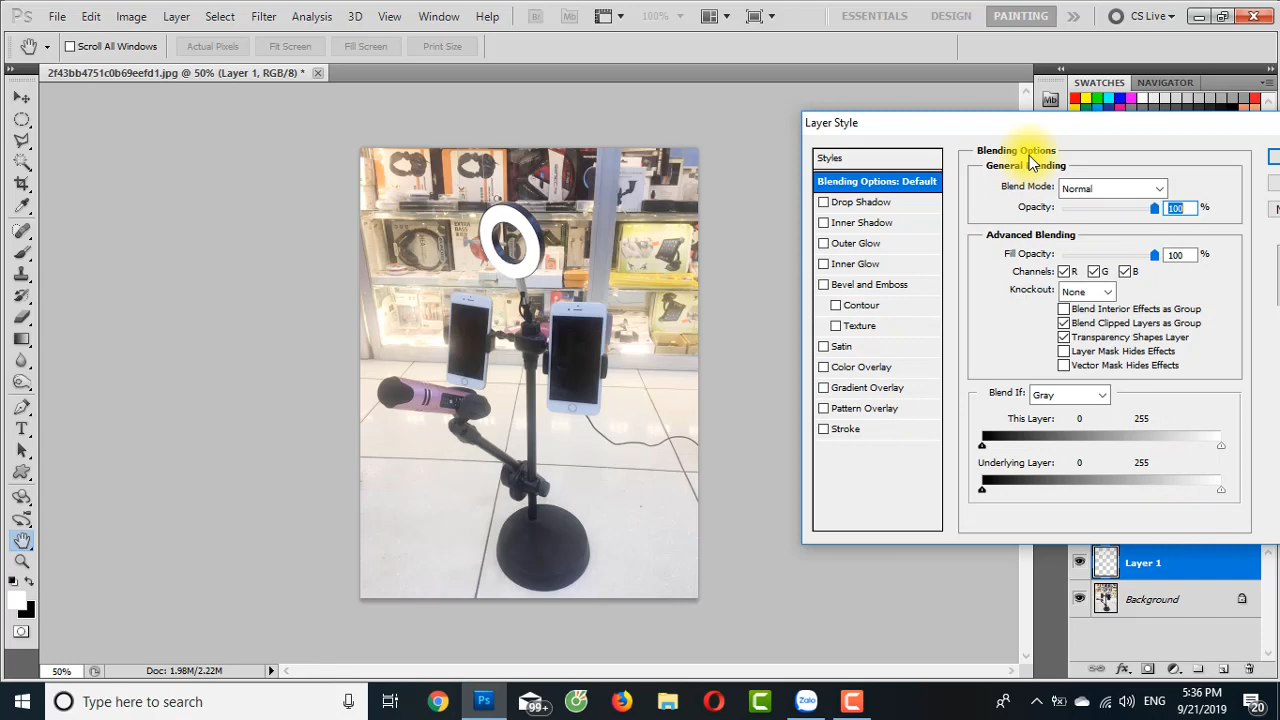 Ps File Edit Image Layer Select Filter Analysis 3D View Window Help Br Mb 100% ESSENTIALS DESIGN PAINTING CS Live
Scroll All Windows Actual Pixels Fit Screen Fill Screen Print Size
2f43bb4751c0b69eefd1.jpg @ 50% (Layer 1, RGB/8) *
SWATCHES NAVIGATOR
Mb
Layer Style
Styles
Blending Options: Default
Drop Shadow
Inner Shadow
Outer Glow
Inner Glow
Bevel and Emboss
Contour
Texture
Satin
Color Overlay
Gradient Overlay
Pattern Overlay
Stroke
Blending Options
General Blending
Blend Mode: Normal
Opacity: 100 %
Advanced Blending
Fill Opacity: 100 %
Channels: R G B
Knockout: None
Blend Interior Effects as Group
Blend Clipped Layers as Group
Transparency Shapes Layer
Layer Mask Hides Effects
Vector Mask Hides Effects
Blend If: Gray
This Layer: 0 255
Underlying Layer: 0 255
Layer 1
Background
50% Doc: 1.98M/2.22M
Type here to search
99+
ENG
3:36 PM
9/21/2019
20